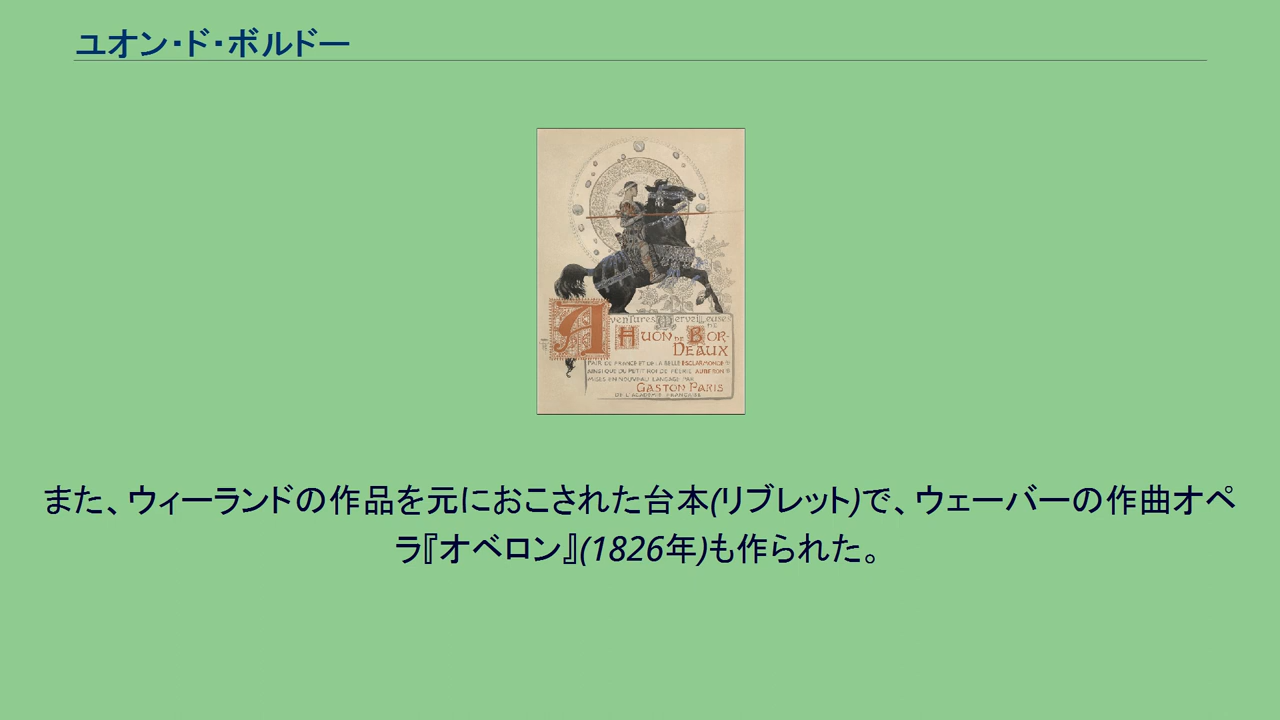 ユオン・ド・ボルドー
Aventures Merveilleuses
DE
HUON DE BOR-
DEAUX
PAIR DE FRANCE ET DE LA BELLE ESCLARMONDE
AINSI QUE DU PETIT ROI DE FÉERIE AUBERON
MISES EN NOUVEAU LANGAGE PAR
GASTON PARIS
DE L'ACADÉMIE FRANÇAISE
また、ウィーランドの作品を元におこされた台本(リブレット)で、ウェーバーの作曲オペ
ラ『オベロン』(1826年)も作られた。